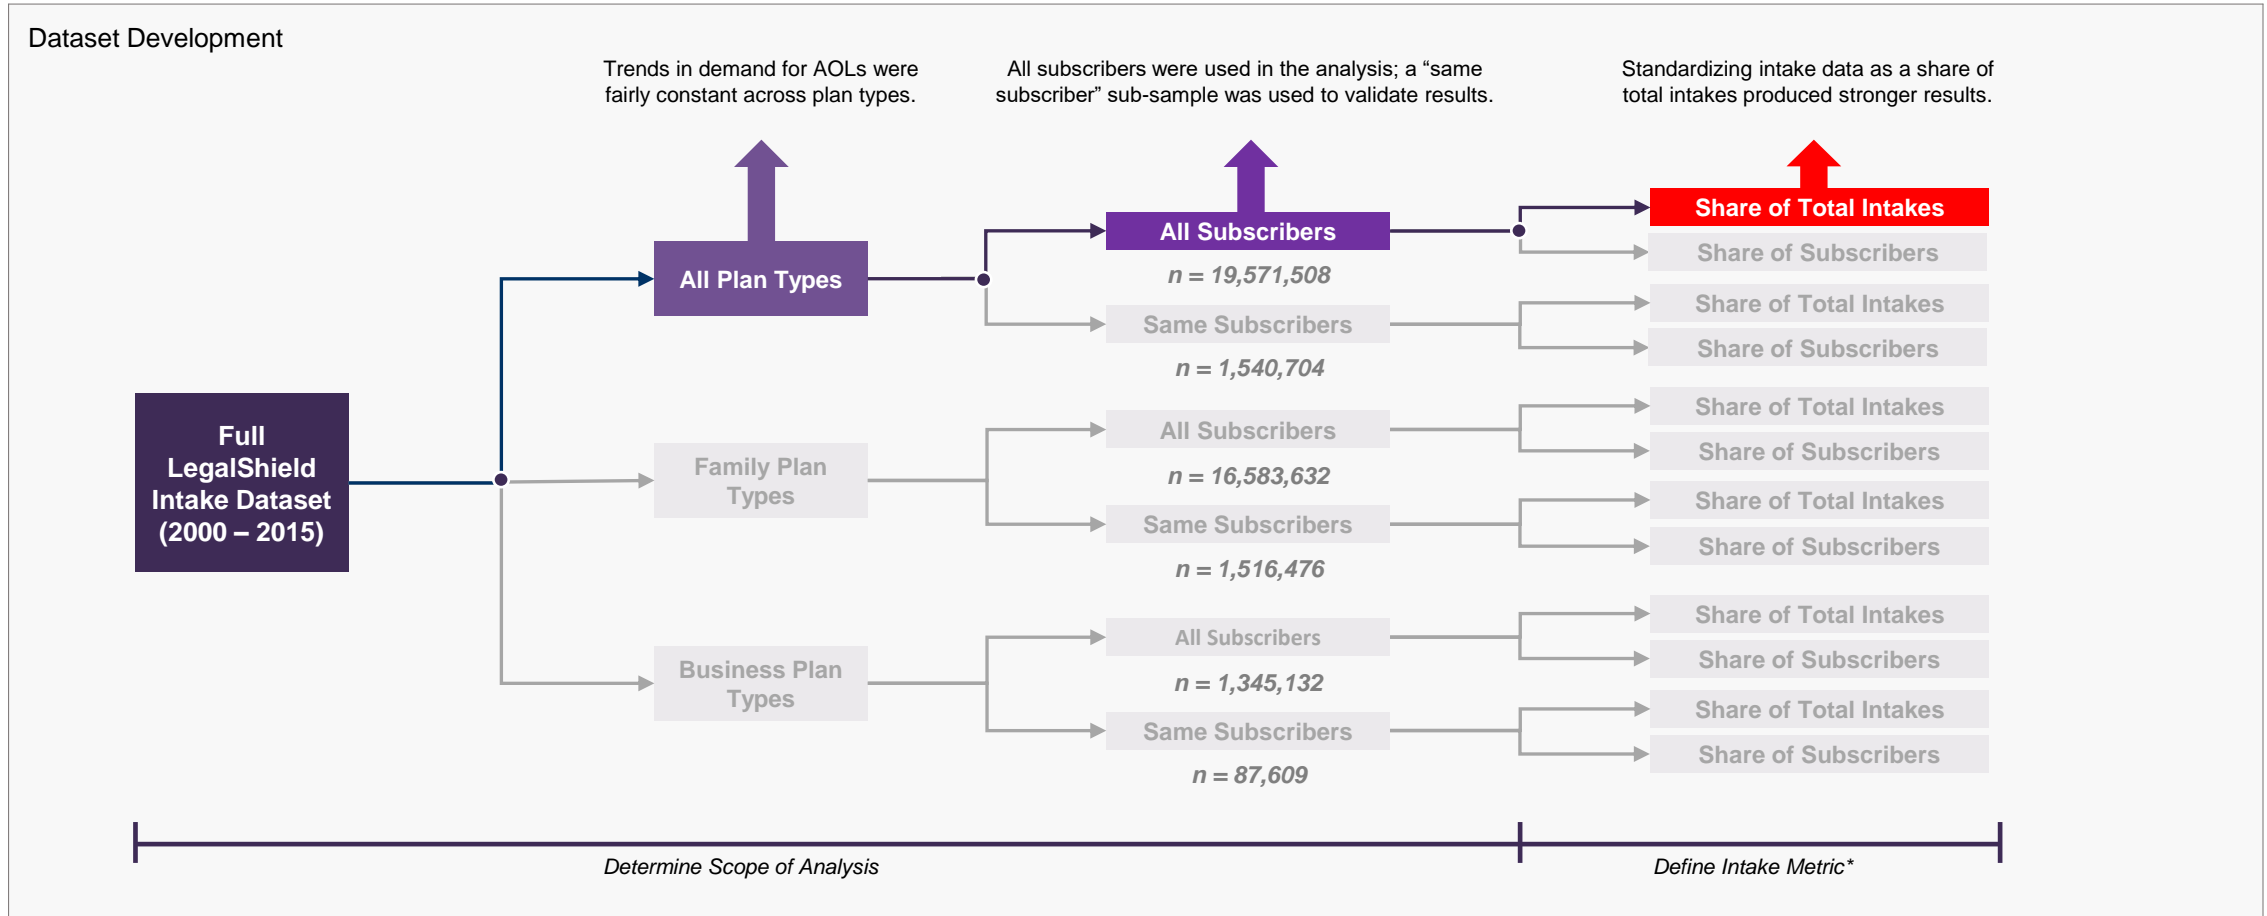 Dataset Development
Trends in demand for AOLs were
fairly constant across plan types.
All subscribers were used in the analysis; a “same
subscriber” sub-sample was used to validate results.
Standardizing intake data as a share of
total intakes produced stronger results.
Full
LegalShield
Intake Dataset
(2000 – 2015)
All Plan Types
Family Plan
Types
Business Plan
Types
All Subscribers
n = 19,571,508
Same Subscribers
n = 1,540,704
All Subscribers
n = 16,583,632
Same Subscribers
n = 1,516,476
All Subscribers
n = 1,345,132
Same Subscribers
n = 87,609
Share of Total Intakes
Share of Subscribers
Share of Total Intakes
Share of Subscribers
Share of Total Intakes
Share of Subscribers
Share of Total Intakes
Share of Subscribers
Share of Total Intakes
Share of Subscribers
Share of Total Intakes
Share of Subscribers
Determine Scope of Analysis
Define Intake Metric*